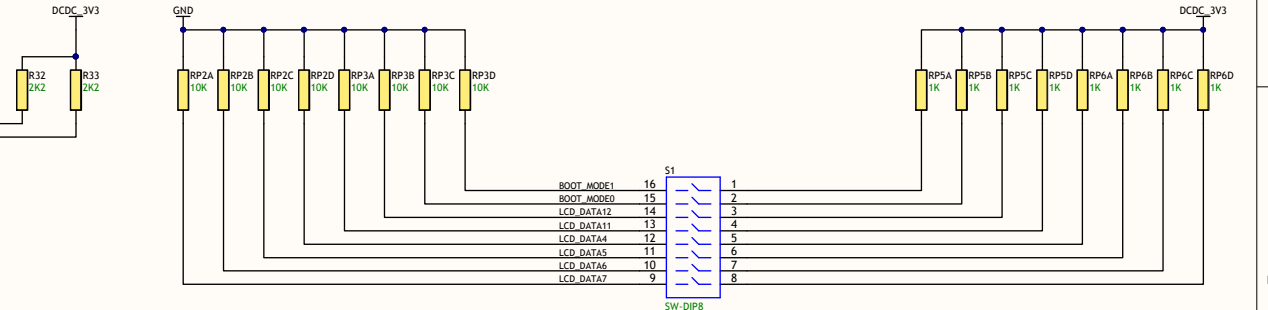 DCDC_3V3
GND
DCDC_3V3
R32
2K2
R33
2K2
RP2A
10K
RP2B
10K
RP2C
10K
RP2D
10K
RP3A
10K
RP3B
10K
RP3C
10K
RP3D
10K
RP5A
1K
RP5B
1K
RP5C
1K
RP5D
1K
RP6A
1K
RP6B
1K
RP6C
1K
RP6D
1K
S1
BOOT_MODE1 16 1
BOOT_MODE0 15 2
LCD_DATA12 14 3
LCD_DATA11 13 4
LCD_DATA4 12 5
LCD_DATA5 11 6
LCD_DATA6 10 7
LCD_DATA7 9 8
SW-DIP8